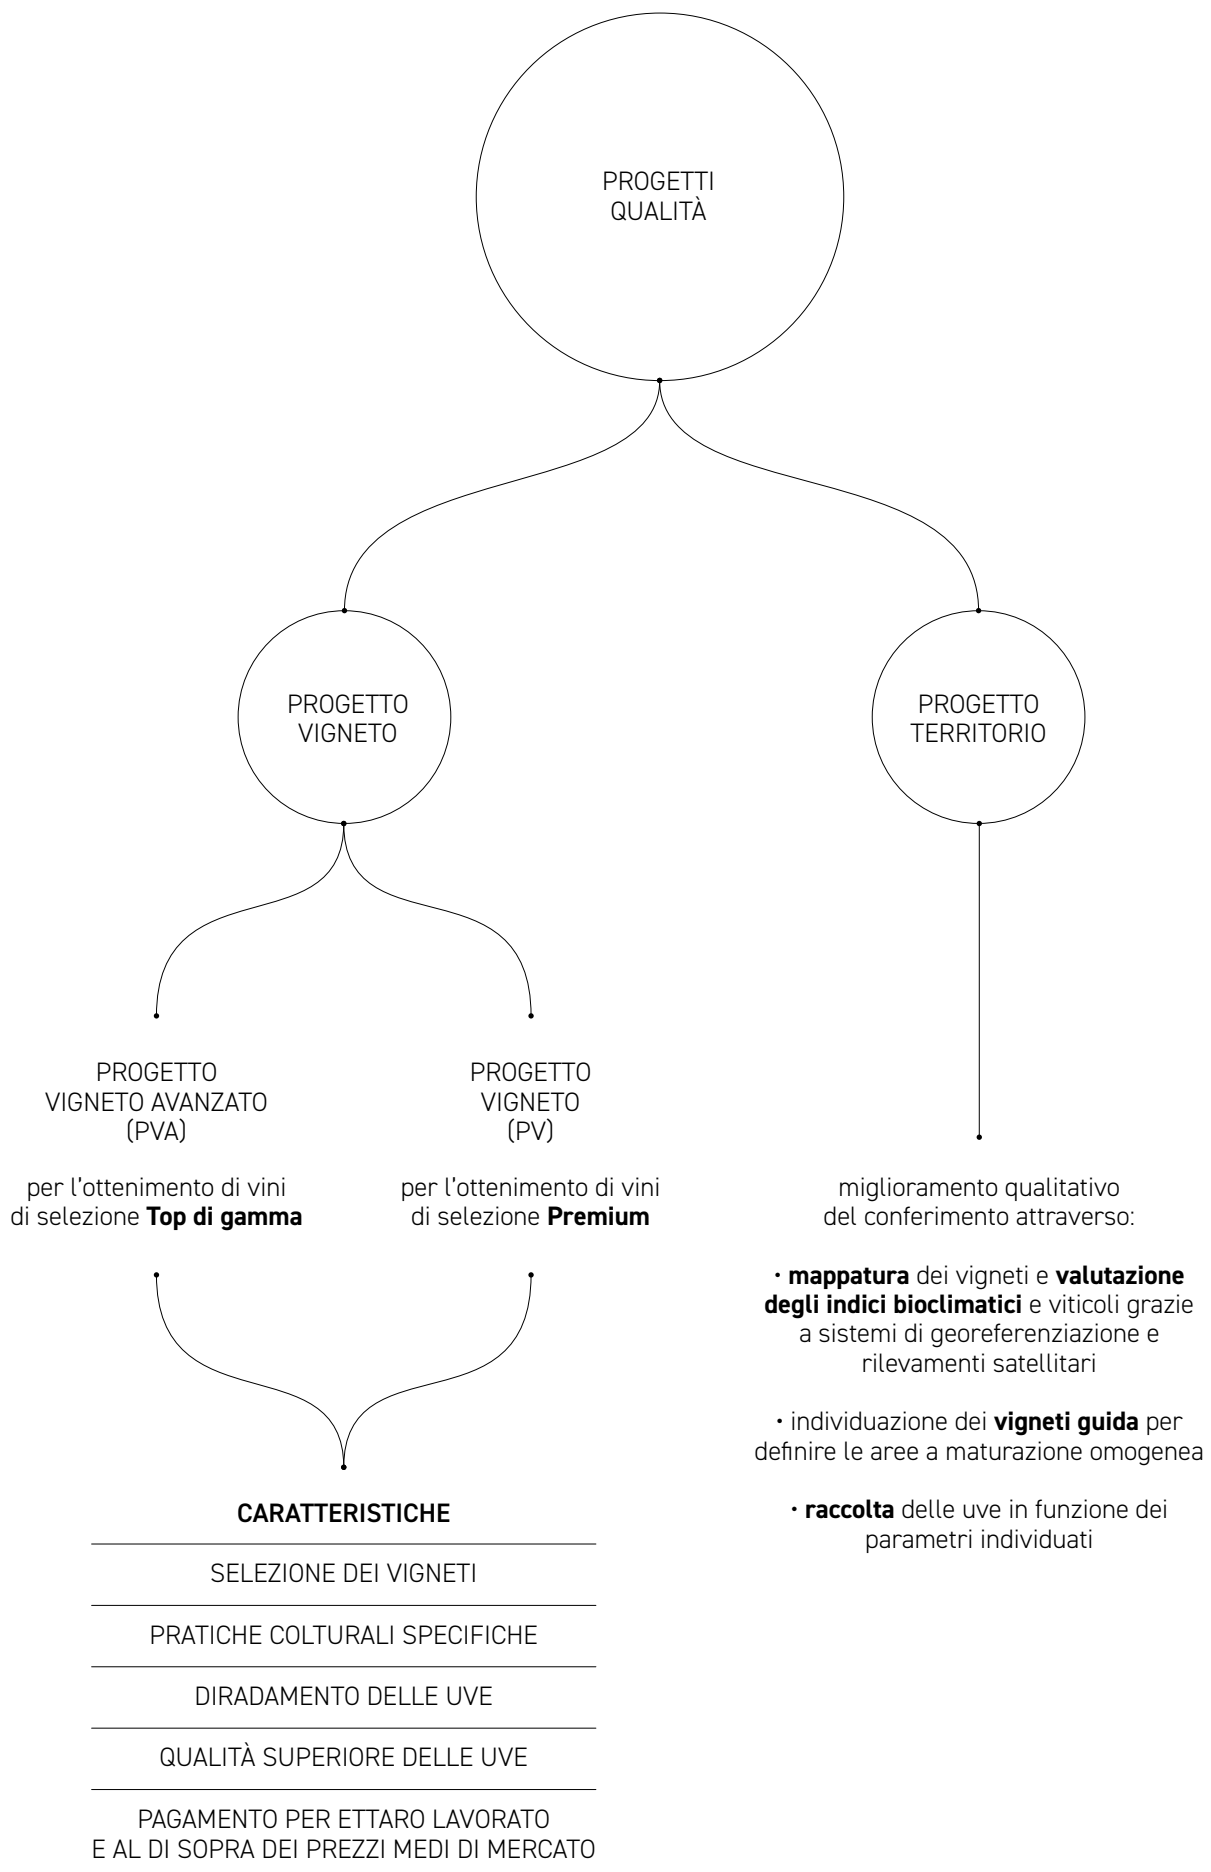 PROGETTI
QUALITÀ
PROGETTO
VIGNETO
PROGETTO
TERRITORIO
PROGETTO
VIGNETO AVANZATO
(PVA)
per l'ottenimento di vini
di selezione Top di gamma
PROGETTO
VIGNETO
(PV)
per l'ottenimento di vini
di selezione Premium
CARATTERISTICHE
SELEZIONE DEI VIGNETI
PRATICHE COLTURALI SPECIFICHE
DIRADAMENTO DELLE UVE
QUALITÀ SUPERIORE DELLE UVE
PAGAMENTO PER ETTARO LAVORATO
E AL DI SOPRA DEI PREZZI MEDI DI MERCATO
miglioramento qualitativo
del conferimento attraverso:
· mappatura dei vigneti e valutazione
degli indici bioclimatici e viticoli grazie
a sistemi di georeferenziazione e
rilevamenti satellitari
· individuazione dei vigneti guida per
definire le aree a maturazione omogenea
· raccolta delle uve in funzione dei
parametri individuati